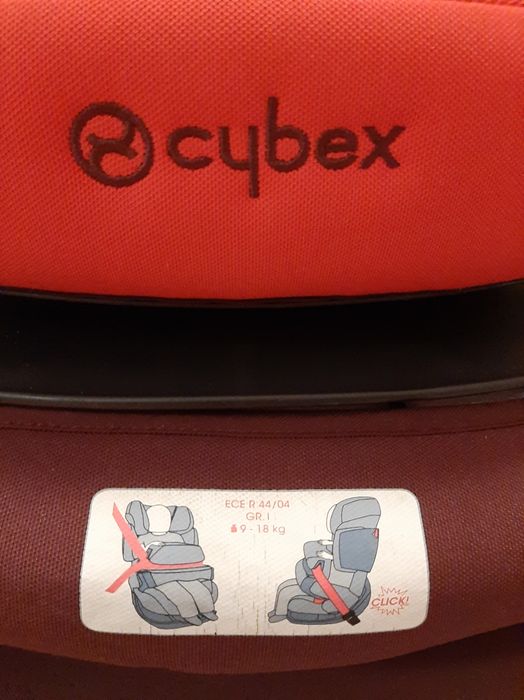 cybex
ECE R 44/04
GR. I
9 - 18 kg
CLICK!